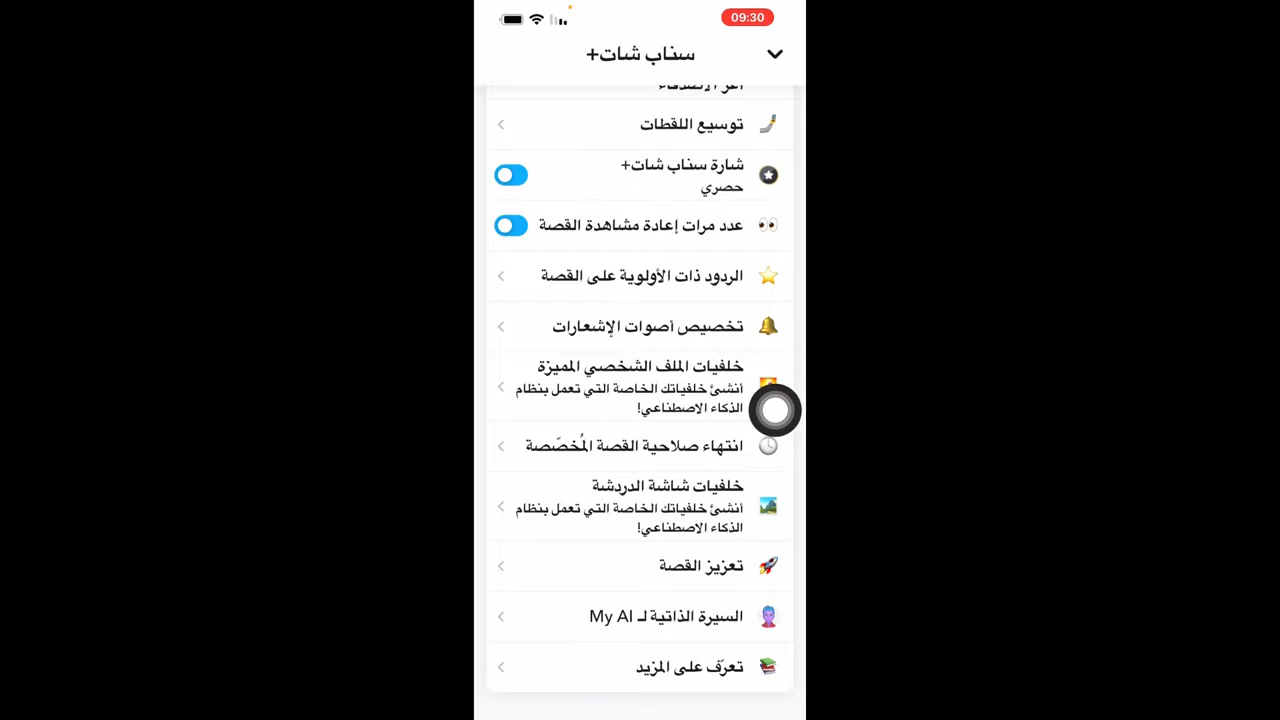 09:30
سناب شات+
توسيع اللقطات
شارة سناب شات+
حصري
عدد مرات إعادة مشاهدة القصة
الردود ذات الأولوية على القصة
تخصيص أصوات الإشعارات
خلفيات الملف الشخصي المميزة
أنشئ خلفياتك الخاصة التي تعمل بنظام
الذكاء الاصطناعي!
انتهاء صلاحية القصة المُخصّصة
خلفيات شاشة الدردشة
أنشئ خلفياتك الخاصة التي تعمل بنظام
الذكاء الاصطناعي!
تعزيز القصة
السيرة الذاتية لـ My AI
تعرّف على المزيد